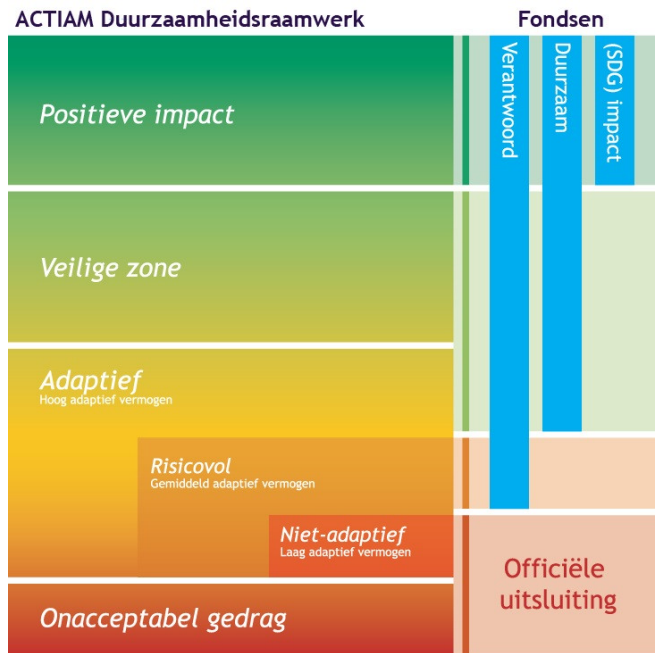 ACTIAM Duurzaamheidsraamwerk
Fondsen
Positieve impact
Verantwoord
Duurzaam
(SDG) impact
Veilige zone
Adaptief
Hoog adaptief vermogen
Risicovol
Gemiddeld adaptief vermogen
Niet-adaptief
Laag adaptief vermogen
Officiële
uitsluiting
Onacceptabel gedrag